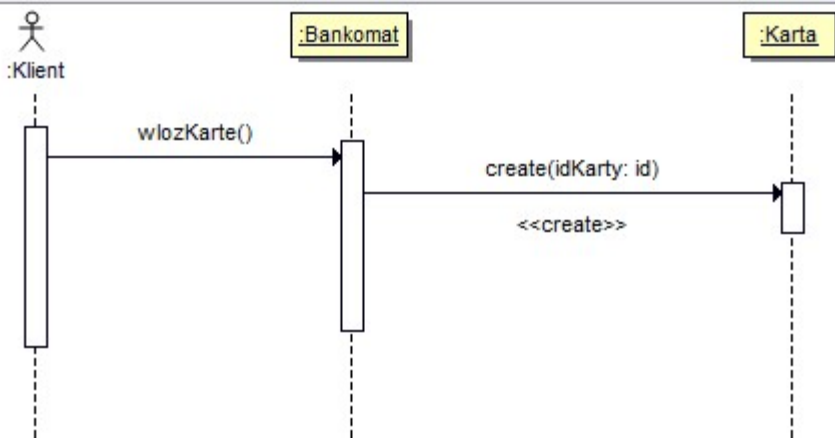 :Klient
:Bankomat
:Karta
wlozKarte()
create(idKarty: id)
<<create>>